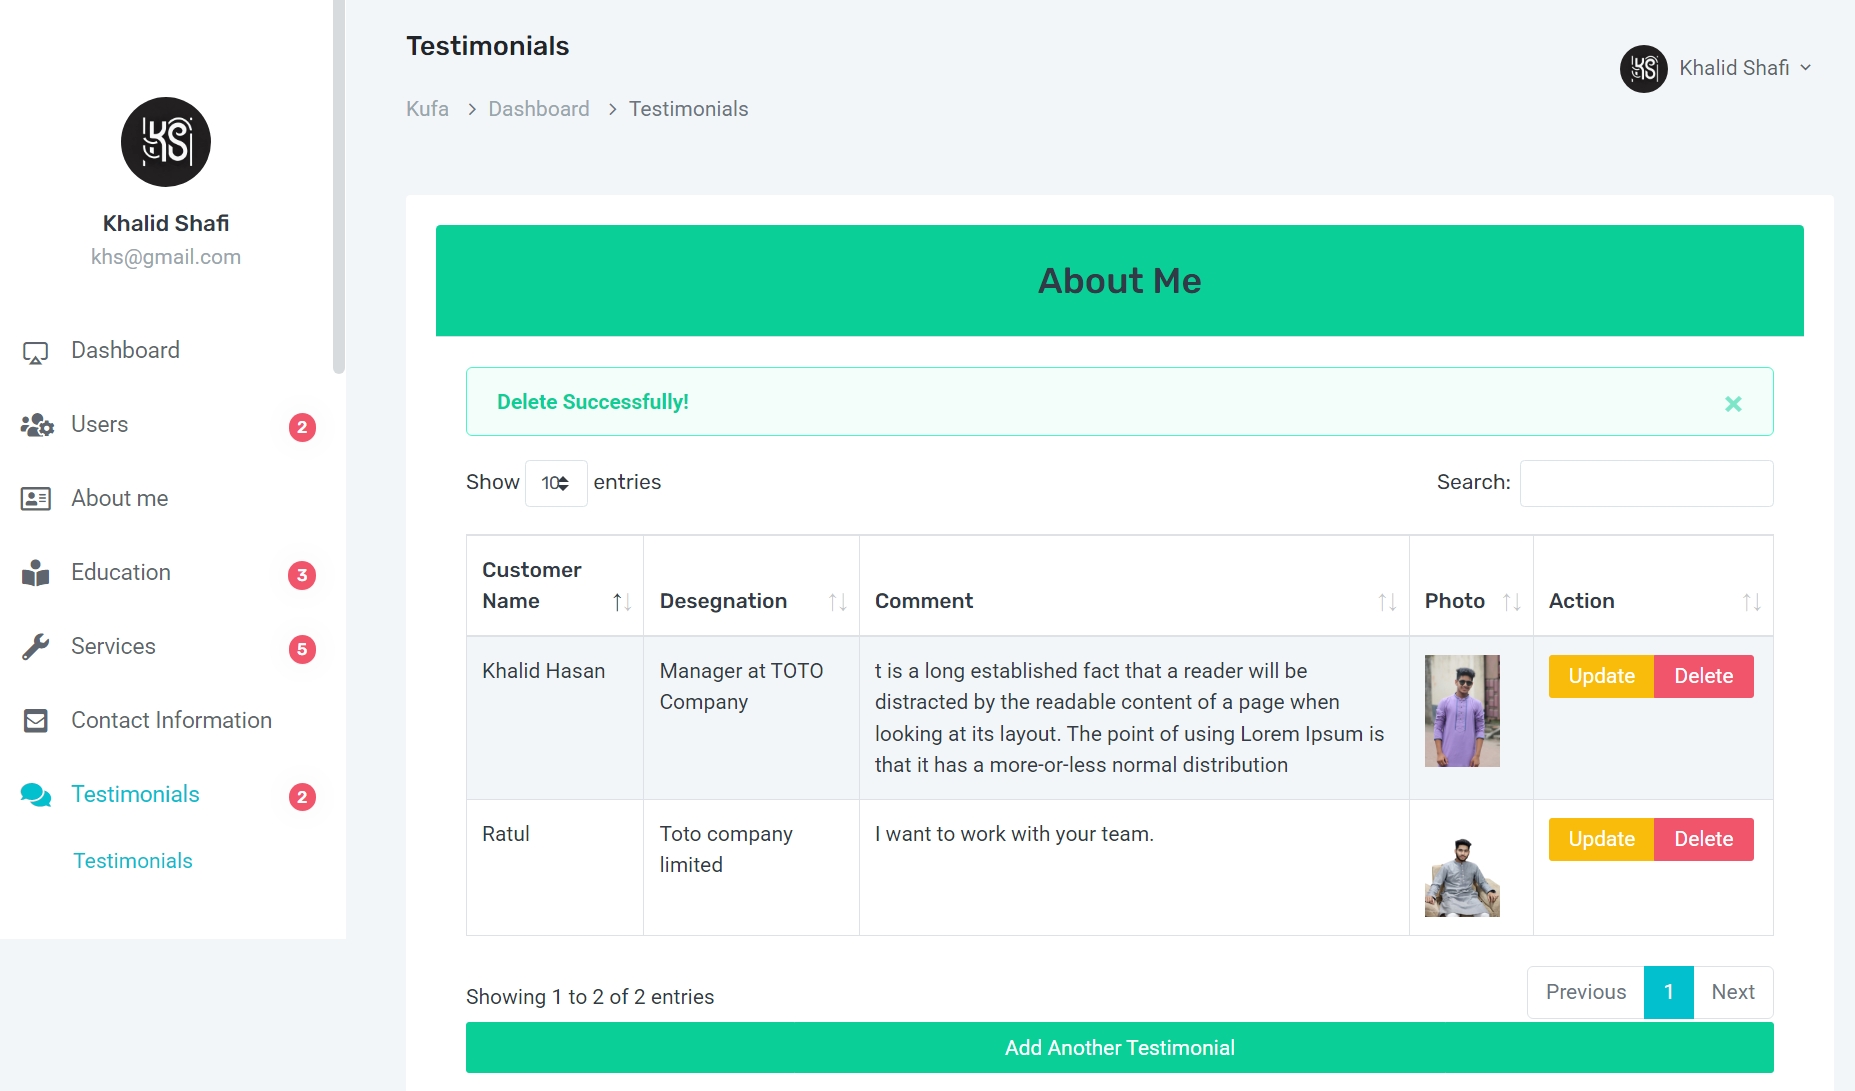 Testimonials
Kufa > Dashboard > Testimonials
Khalid Shafi
Khalid Shafi
khs@gmail.com
Dashboard
Users 2
About me
Education 3
Services 5
Contact Information
Testimonials 2
Testimonials
About Me
Delete Successfully!
Show 10 entries
Search:
Customer
Name Desegnation Comment Photo Action
Khalid Hasan Manager at TOTO t is a long established fact that a reader will be Update Delete
Company distracted by the readable content of a page when
looking at its layout. The point of using Lorem Ipsum is
that it has a more-or-less normal distribution
Ratul Toto company I want to work with your team. Update Delete
limited
Showing 1 to 2 of 2 entries
Previous 1 Next
Add Another Testimonial